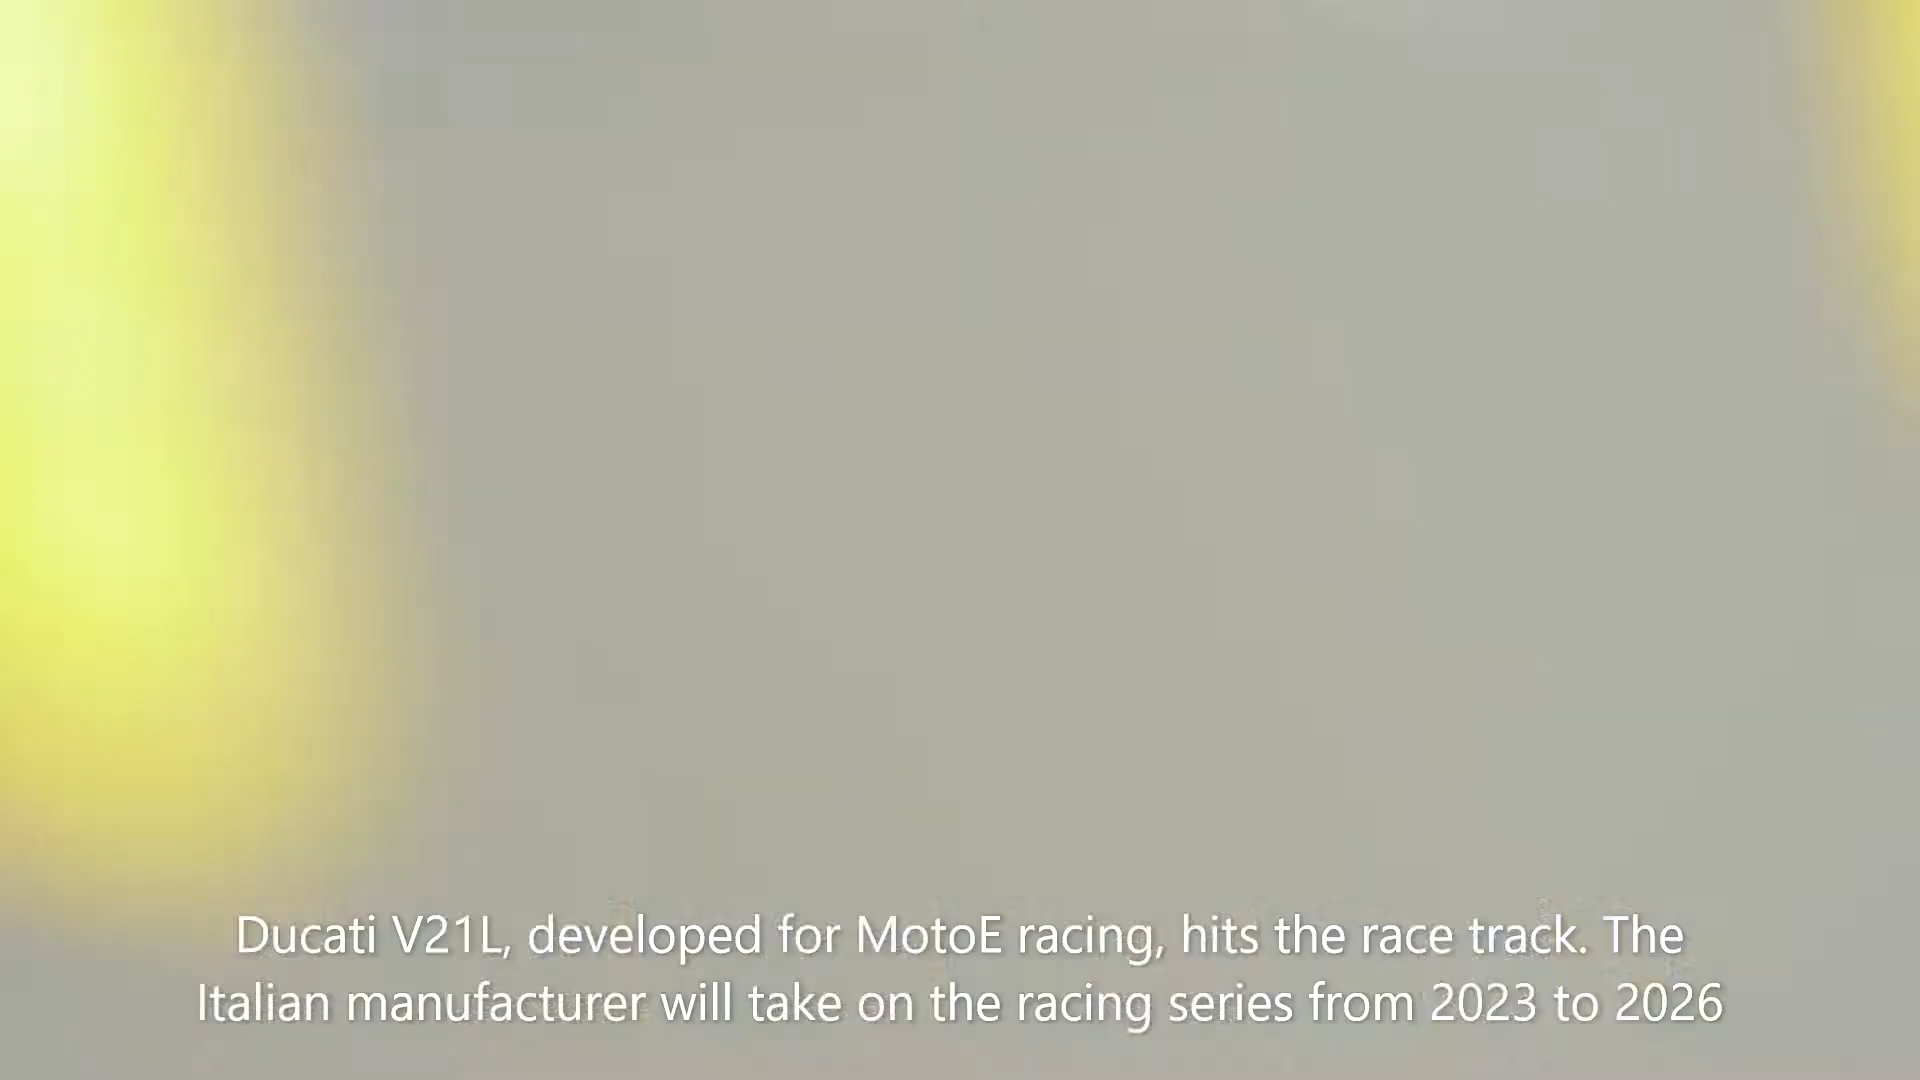 Ducati V21L, developed for MotoE racing, hits the race track. The
Italian manufacturer will take on the racing series from 2023 to 2026